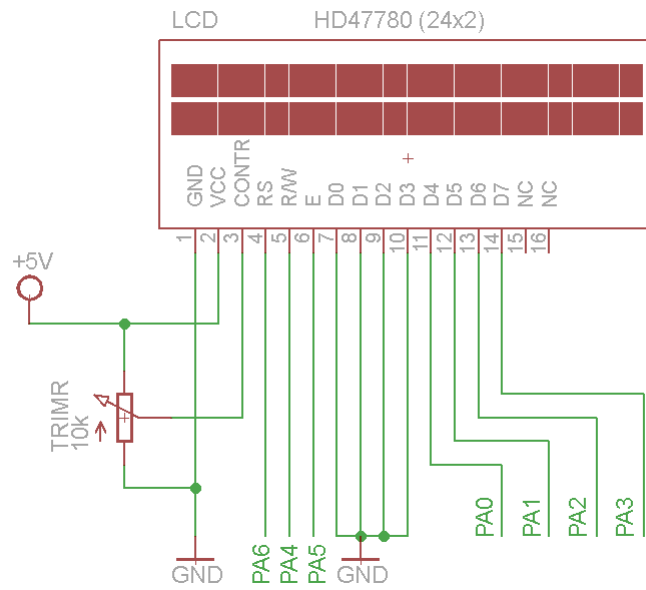 LCD HD47780 (24x2)
GND
VCC
CONTR
RS
R/W
E
D0
D1
D2
D3
D4
D5
D6
D7
NC
NC
1 2 3 4 5 6 7 8 9 10 11 12 13 14 15 16
+5V
TRIMR
10k
PA6
PA4
PA5
PA0
PA1
PA2
PA3
GND
GND